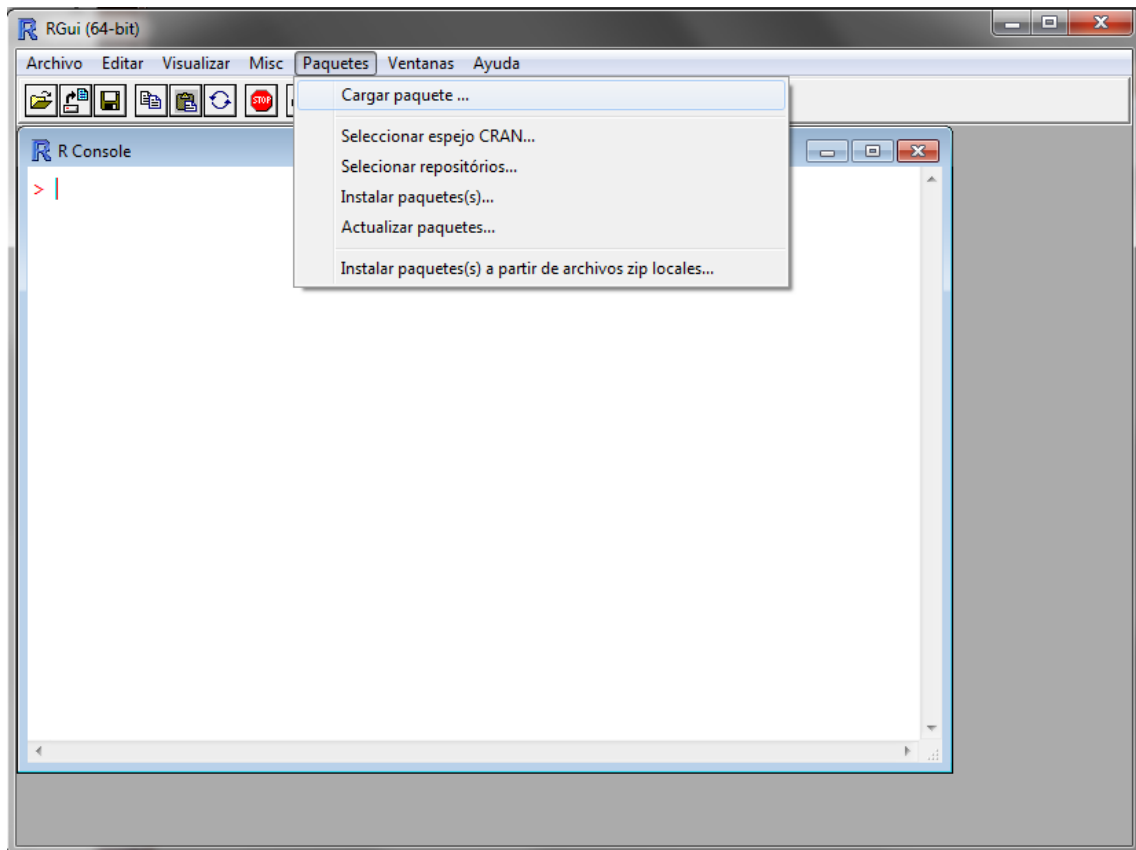 RGui (64-bit)
Archivo Editar Visualizar Misc Paquetes Ventanas Ayuda
STOP
Cargar paquete ...
Seleccionar espejo CRAN...
Selecionar repositórios...
Instalar paquetes(s)...
Actualizar paquetes...
Instalar paquetes(s) a partir de archivos zip locales...
R Console
>